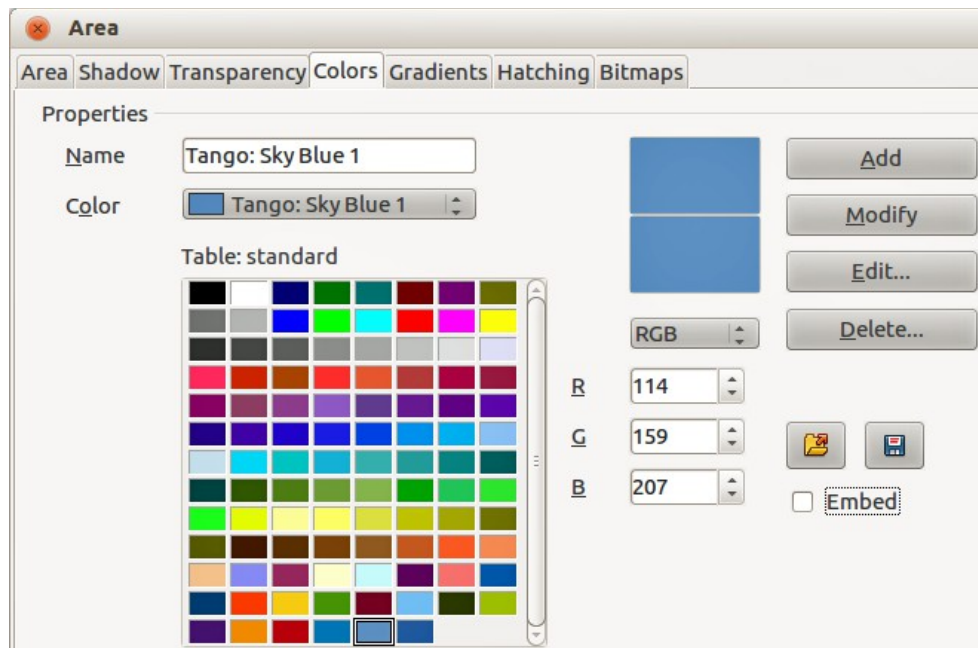 Area
Area Shadow Transparency Colors Gradients Hatching Bitmaps
Properties
Name Tango: Sky Blue 1 Add
Color Tango: Sky Blue 1 Modify
Table: standard
Edit...
RGB Delete...
R 114
G 159
B 207
Embed